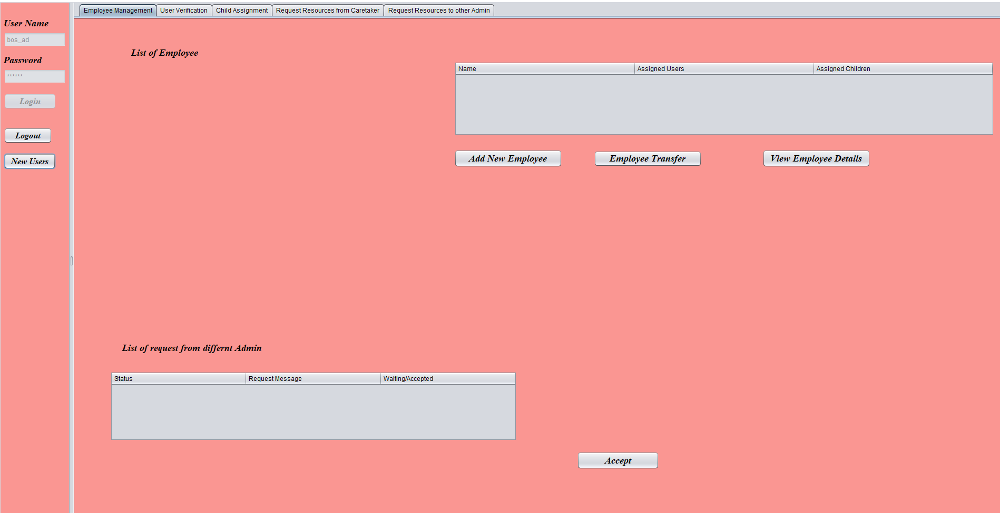 Employee Management User Verification Child Assignment Request Resources from Caretaker Request Resources to other Admin
User Name
bos_ad
Password
******
Login
Logout
New Users
List of Employee
Name Assigned Users Assigned Children
Add New Employee Employee Transfer View Employee Details
List of request from differnt Admin
Status Request Message Waiting/Accepted
Accept